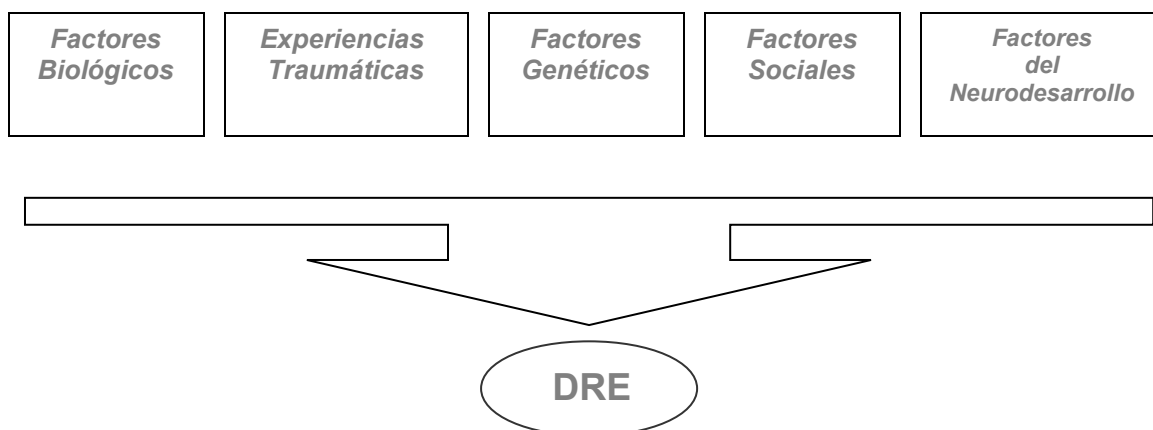 Factores
Biológicos
Experiencias
Traumáticas
Factores
Genéticos
Factores
Sociales
Factores
del
Neurodesarrollo
DRE